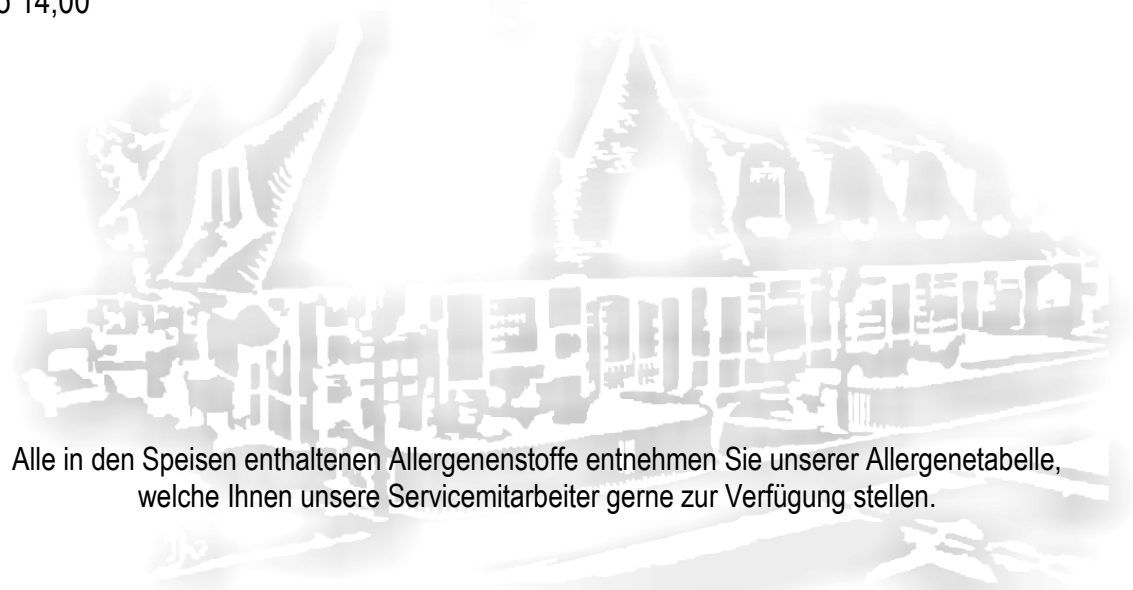 14,00
Alle in den Speisen enthaltenen Allergenenstoffe entnehmen Sie unserer Allergenetabelle,
welche Ihnen unsere Servicemitarbeiter gerne zur Verfügung stellen.